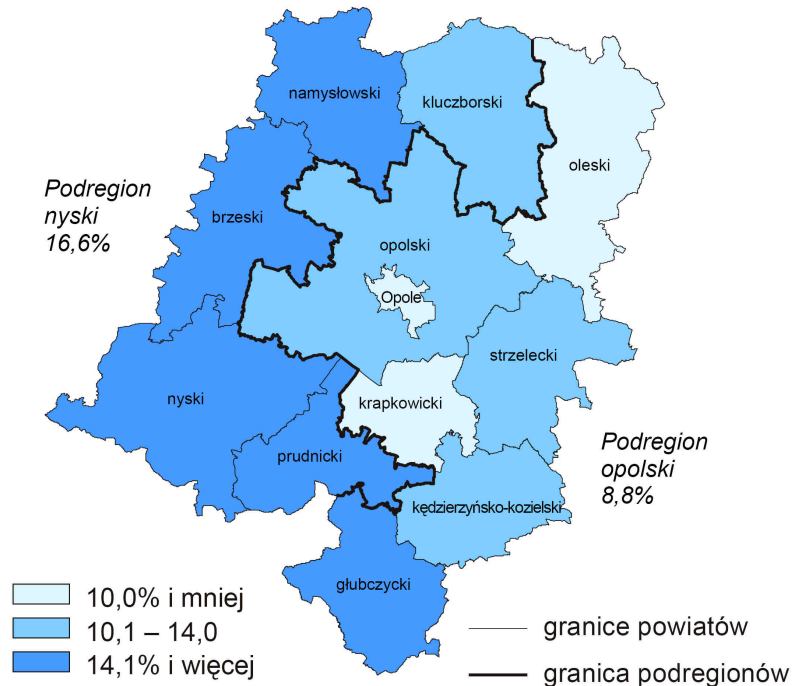 namysłowski
kluczborski
oleski
Podregion
nyski
16,6%
brzeski
opolski
Opole
strzelecki
nyski
krapkowicki
Podregion
opolski
8,8%
prudnicki
kędzierzyńsko-kozielski
głubczycki
10,0% i mniej
10,1 – 14,0
14,1% i więcej
granice powiatów
granica podregionów